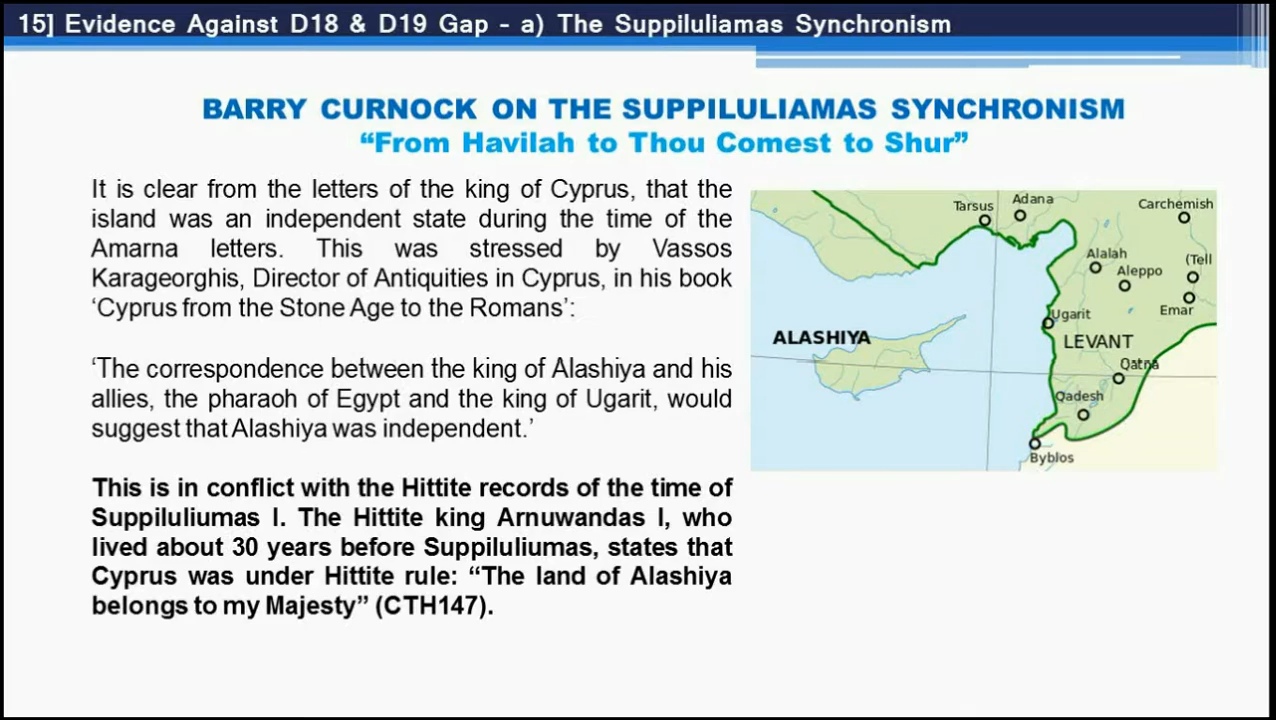 15] Evidence Against D18 & D19 Gap - a) The Suppiluliamas Synchronism
BARRY CURNOCK ON THE SUPPILULIAMAS SYNCHRONISM
“From Havilah to Thou Comest to Shur”
It is clear from the letters of the king of Cyprus, that the
island was an independent state during the time of the
Amarna letters. This was stressed by Vassos
Karageorghis, Director of Antiquities in Cyprus, in his book
‘Cyprus from the Stone Age to the Romans’:
‘The correspondence between the king of Alashiya and his
allies, the pharaoh of Egypt and the king of Ugarit, would
suggest that Alashiya was independent.’
This is in conflict with the Hittite records of the time of
Suppiluliumas I. The Hittite king Arnuwandas I, who
lived about 30 years before Suppiluliumas, states that
Cyprus was under Hittite rule: “The land of Alashiya
belongs to my Majesty” (CTH147).
Tarsus
Adana
Carchemish
Alalah
Aleppo
(Tell
Emar
Ugarit
ALASHIYA
LEVANT
Qatna
Qadesh
Byblos